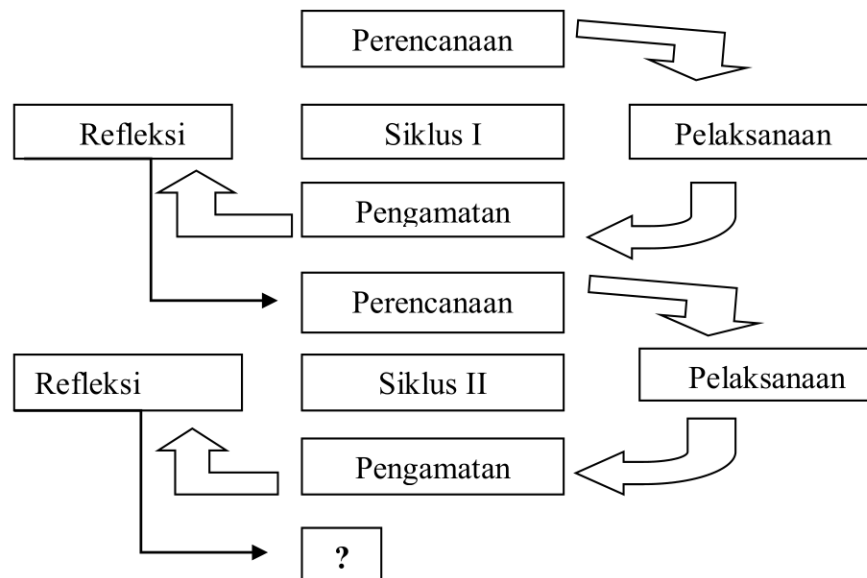 Perencanaan
Refleksi
Siklus I
Pelaksanaan
Pengamatan
Perencanaan
Refleksi
Siklus II
Pelaksanaan
Pengamatan
?